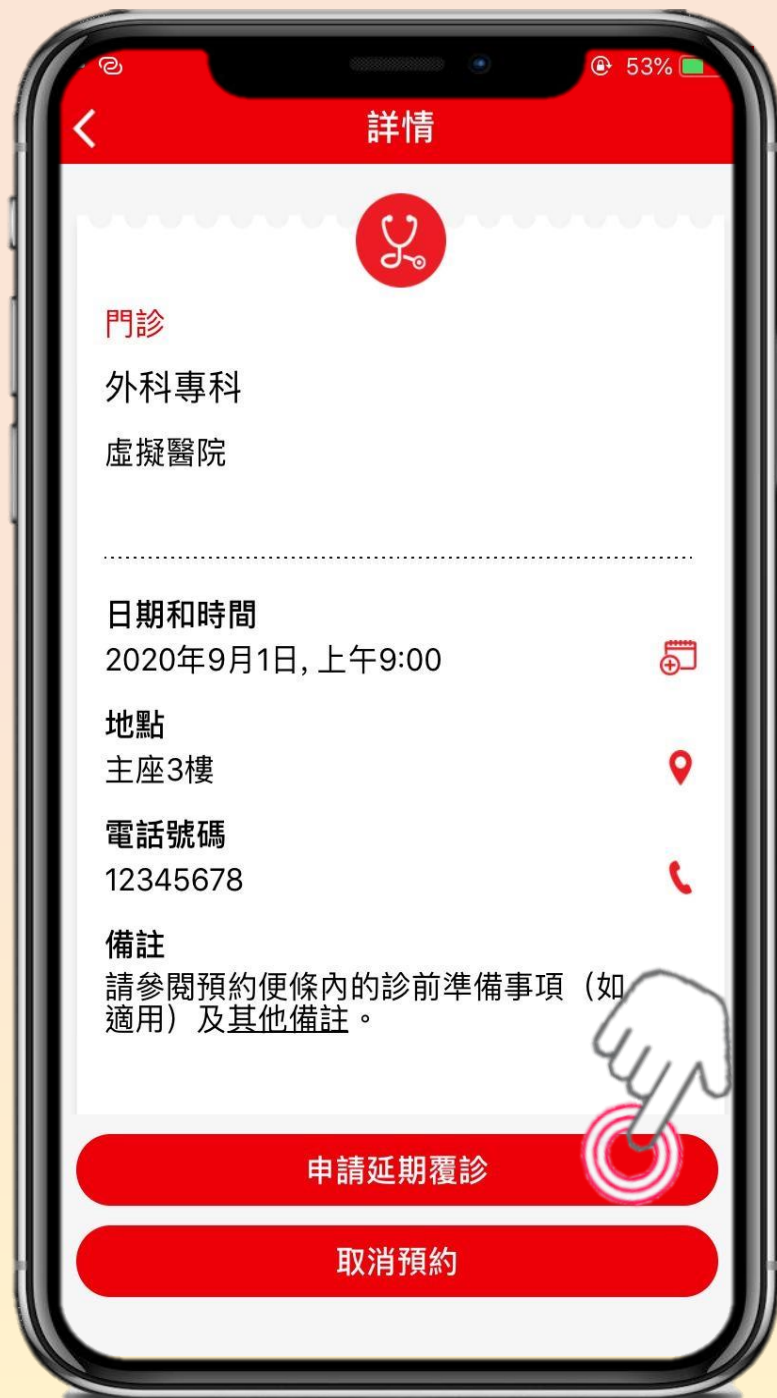 53%
詳情
門診
外科專科
虛擬醫院
日期和時間
2020年9月1日, 上午9:00
地點
主座3樓
電話號碼
12345678
備註
請參閱預約便條內的診前準備事項（如
適用）及其他備註。
申請延期覆診
取消預約